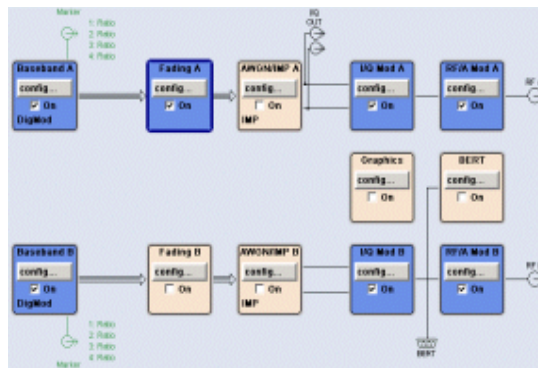 Marker
1: Ratio
2: Ratio
3: Ratio
4: Ratio
I/Q
OUT
Baseband A
config...
On
DigMod
Fading A
config...
On
AWGN/IMP A
config...
On
IMP
I/Q Mod A
config...
On
RF/A Mod A
config...
On
RF
Graphics
config...
On
BERT
config...
On
Baseband B
config...
On
DigMod
Fading B
config...
On
AWGN/IMP B
config...
On
IMP
I/Q Mod B
config...
On
RF/A Mod B
config...
On
RF
1: Ratio
2: Ratio
3: Ratio
4: Ratio
Marker
BERT